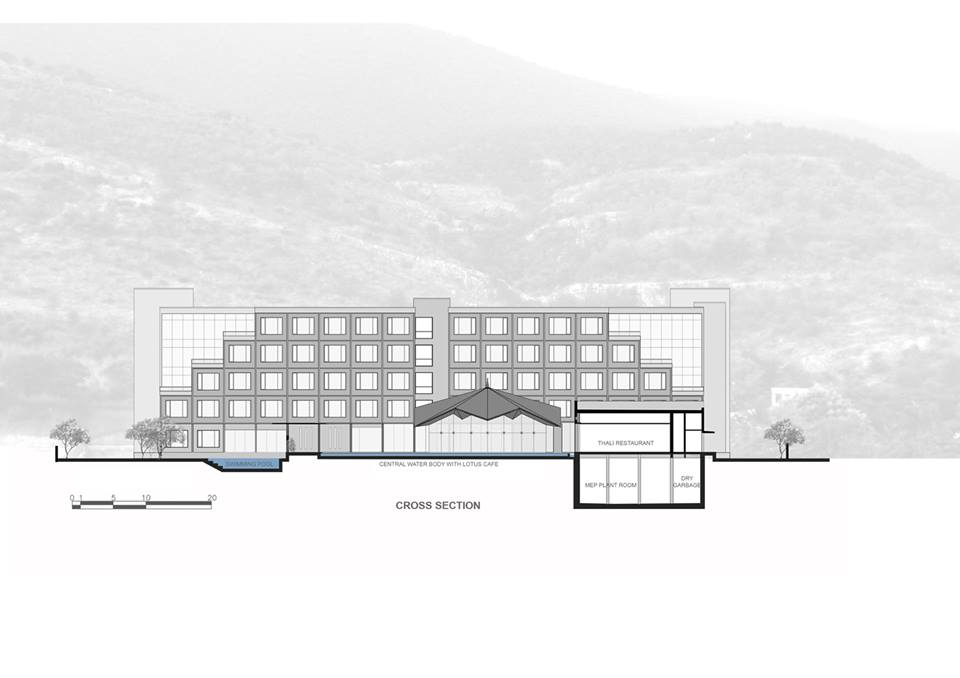 THALI RESTAURANT
SWIMMING POOL
CENTRAL WATER BODY WITH LOTUS CAFE
MEP PLANT ROOM
DRY
GARBAGE
0 1 5 10 20
CROSS SECTION